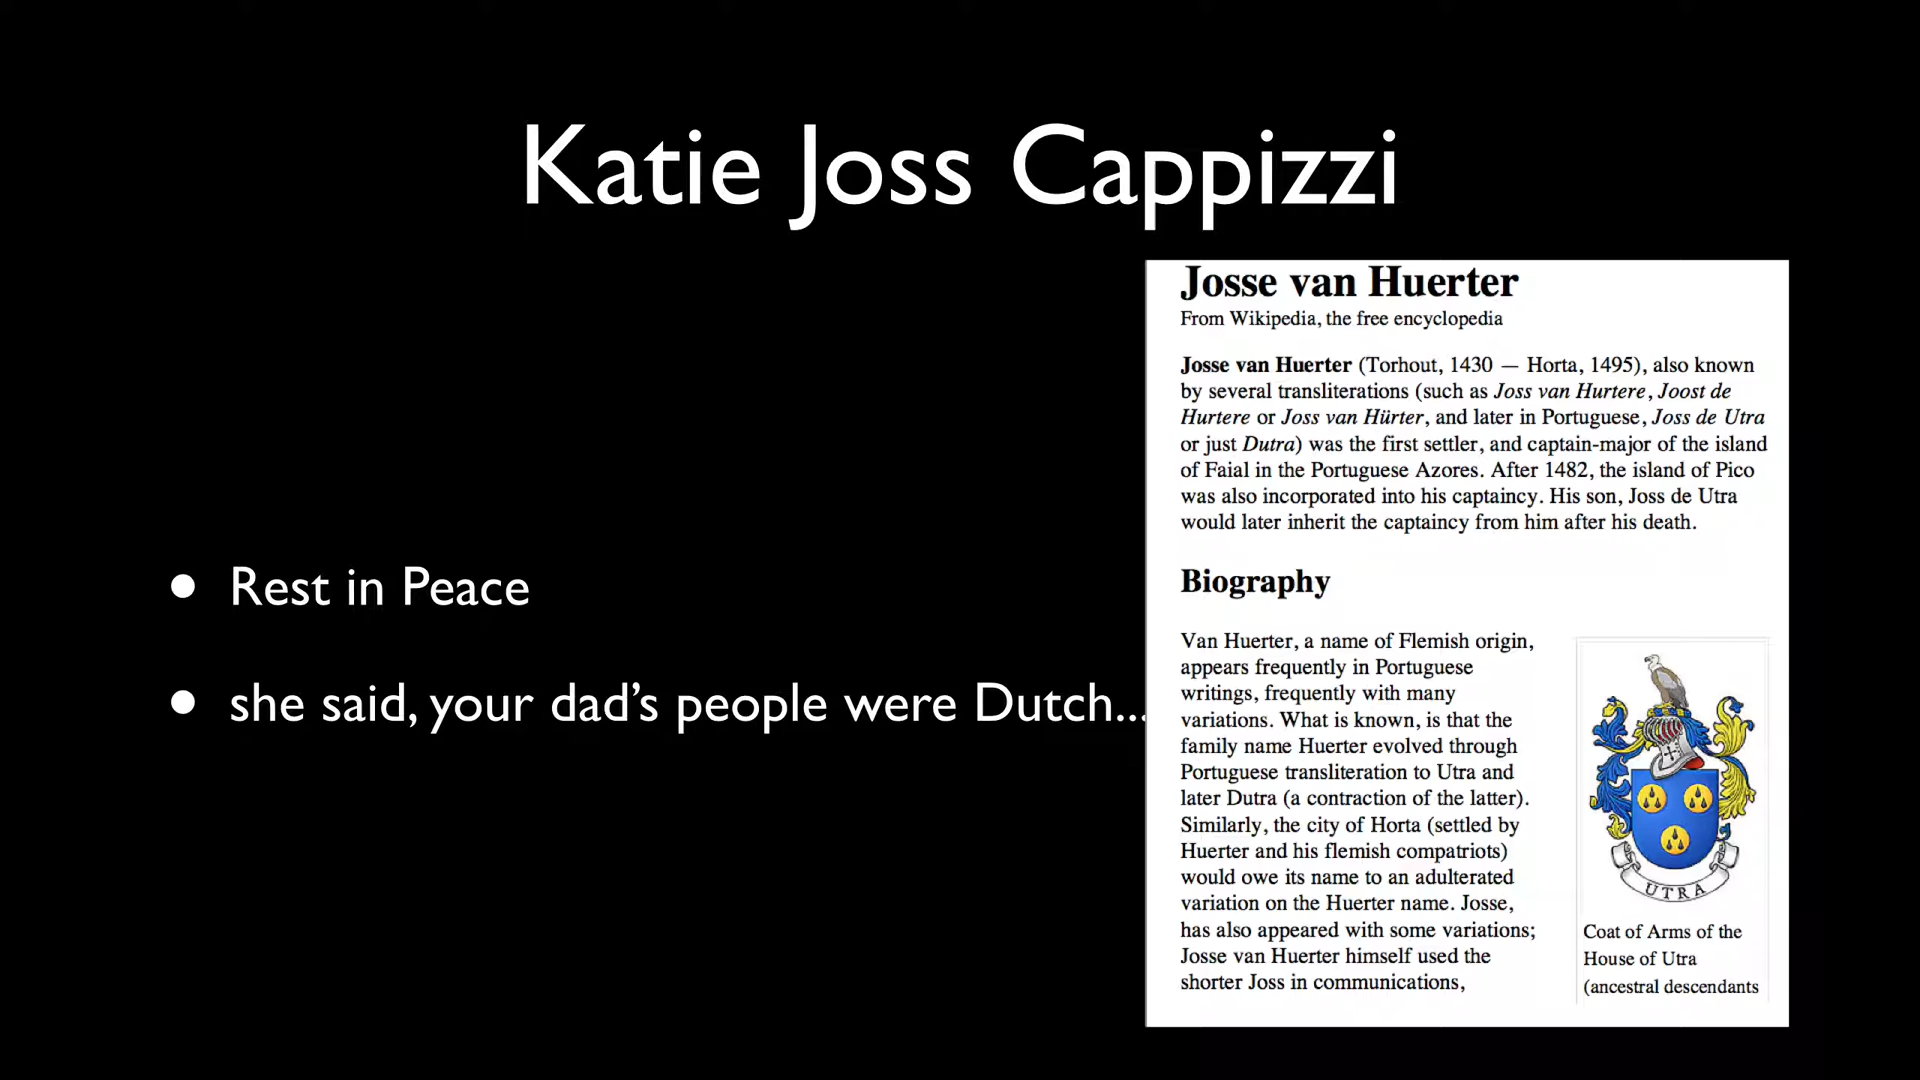 Katie Joss Cappizzi
• Rest in Peace
• she said, your dad’s people were Dutch...
Josse van Huerter
From Wikipedia, the free encyclopedia
Josse van Huerter (Torhout, 1430 — Horta, 1495), also known
by several transliterations (such as Joss van Hurtere, Joost de
Hurtere or Joss van Hürter, and later in Portuguese, Joss de Utra
or just Dutra) was the first settler, and captain-major of the island
of Faial in the Portuguese Azores. After 1482, the island of Pico
was also incorporated into his captaincy. His son, Joss de Utra
would later inherit the captaincy from him after his death.
Biography
Van Huerter, a name of Flemish origin,
appears frequently in Portuguese
writings, frequently with many
variations. What is known, is that the
family name Huerter evolved through
Portuguese transliteration to Utra and
later Dutra (a contraction of the latter).
Similarly, the city of Horta (settled by
Huerter and his flemish compatriots)
would owe its name to an adulterated
variation on the Huerter name. Josse,
has also appeared with some variations;
Josse van Huerter himself used the
shorter Joss in communications,
UTRA
Coat of Arms of the
House of Utra
(ancestral descendants